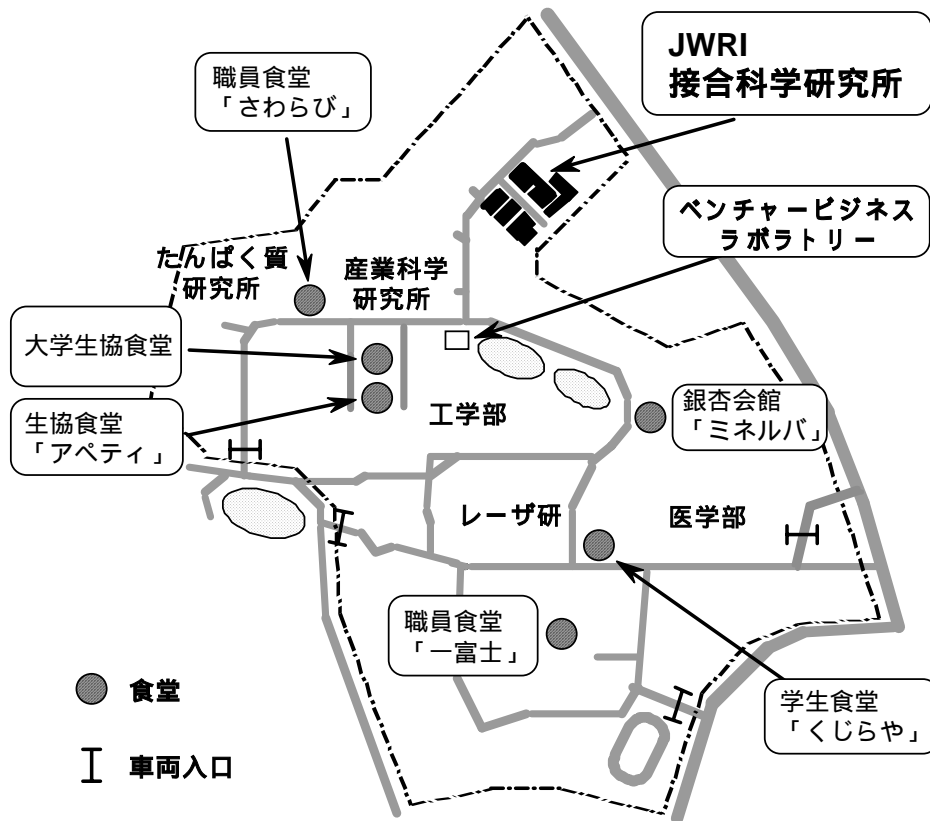 JWRI
接合科学研究所
職員食堂
「さわらび」
ベンチャービジネス
ラボラトリー
たんぱく質
研究所
産業科学
研究所
大学生協食堂
生協食堂
「アペティ」
工学部
銀杏会館
「ミネルバ」
レーザ研
医学部
職員食堂
「一富士」
学生食堂
「くじらや」
食堂
車両入口